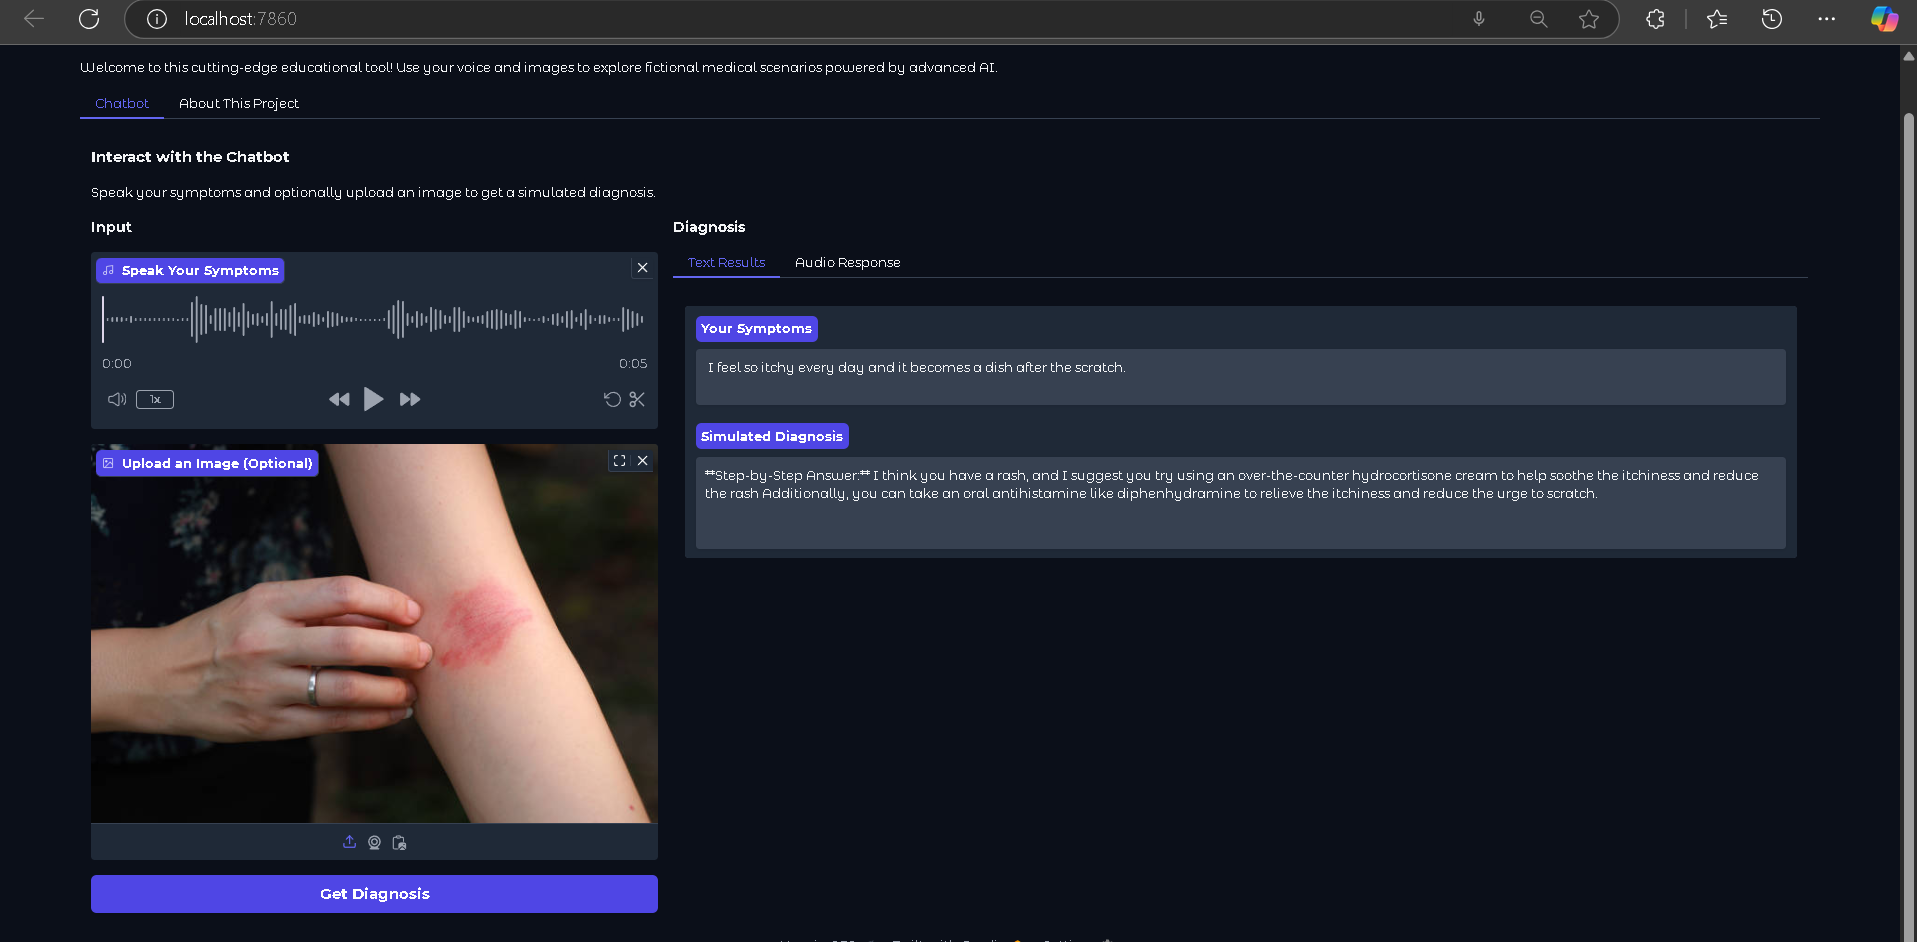 localhost:7860
Welcome to this cutting-edge educational tool! Use your voice and images to explore fictional medical scenarios powered by advanced AI.
Chatbot About This Project
Interact with the Chatbot
Speak your symptoms and optionally upload an image to get a simulated diagnosis.
Input
Speak Your Symptoms
0:00 0:05
1x
Upload an Image (Optional)
Get Diagnosis
Diagnosis
Text Results Audio Response
Your Symptoms
I feel so itchy every day and it becomes a dish after the scratch.
Simulated Diagnosis
**Step-by-Step Answer:** I think you have a rash, and I suggest you try using an over-the-counter hydrocortisone cream to help soothe the itchiness and reduce
the rash Additionally, you can take an oral antihistamine like diphenhydramine to relieve the itchiness and reduce the urge to scratch.